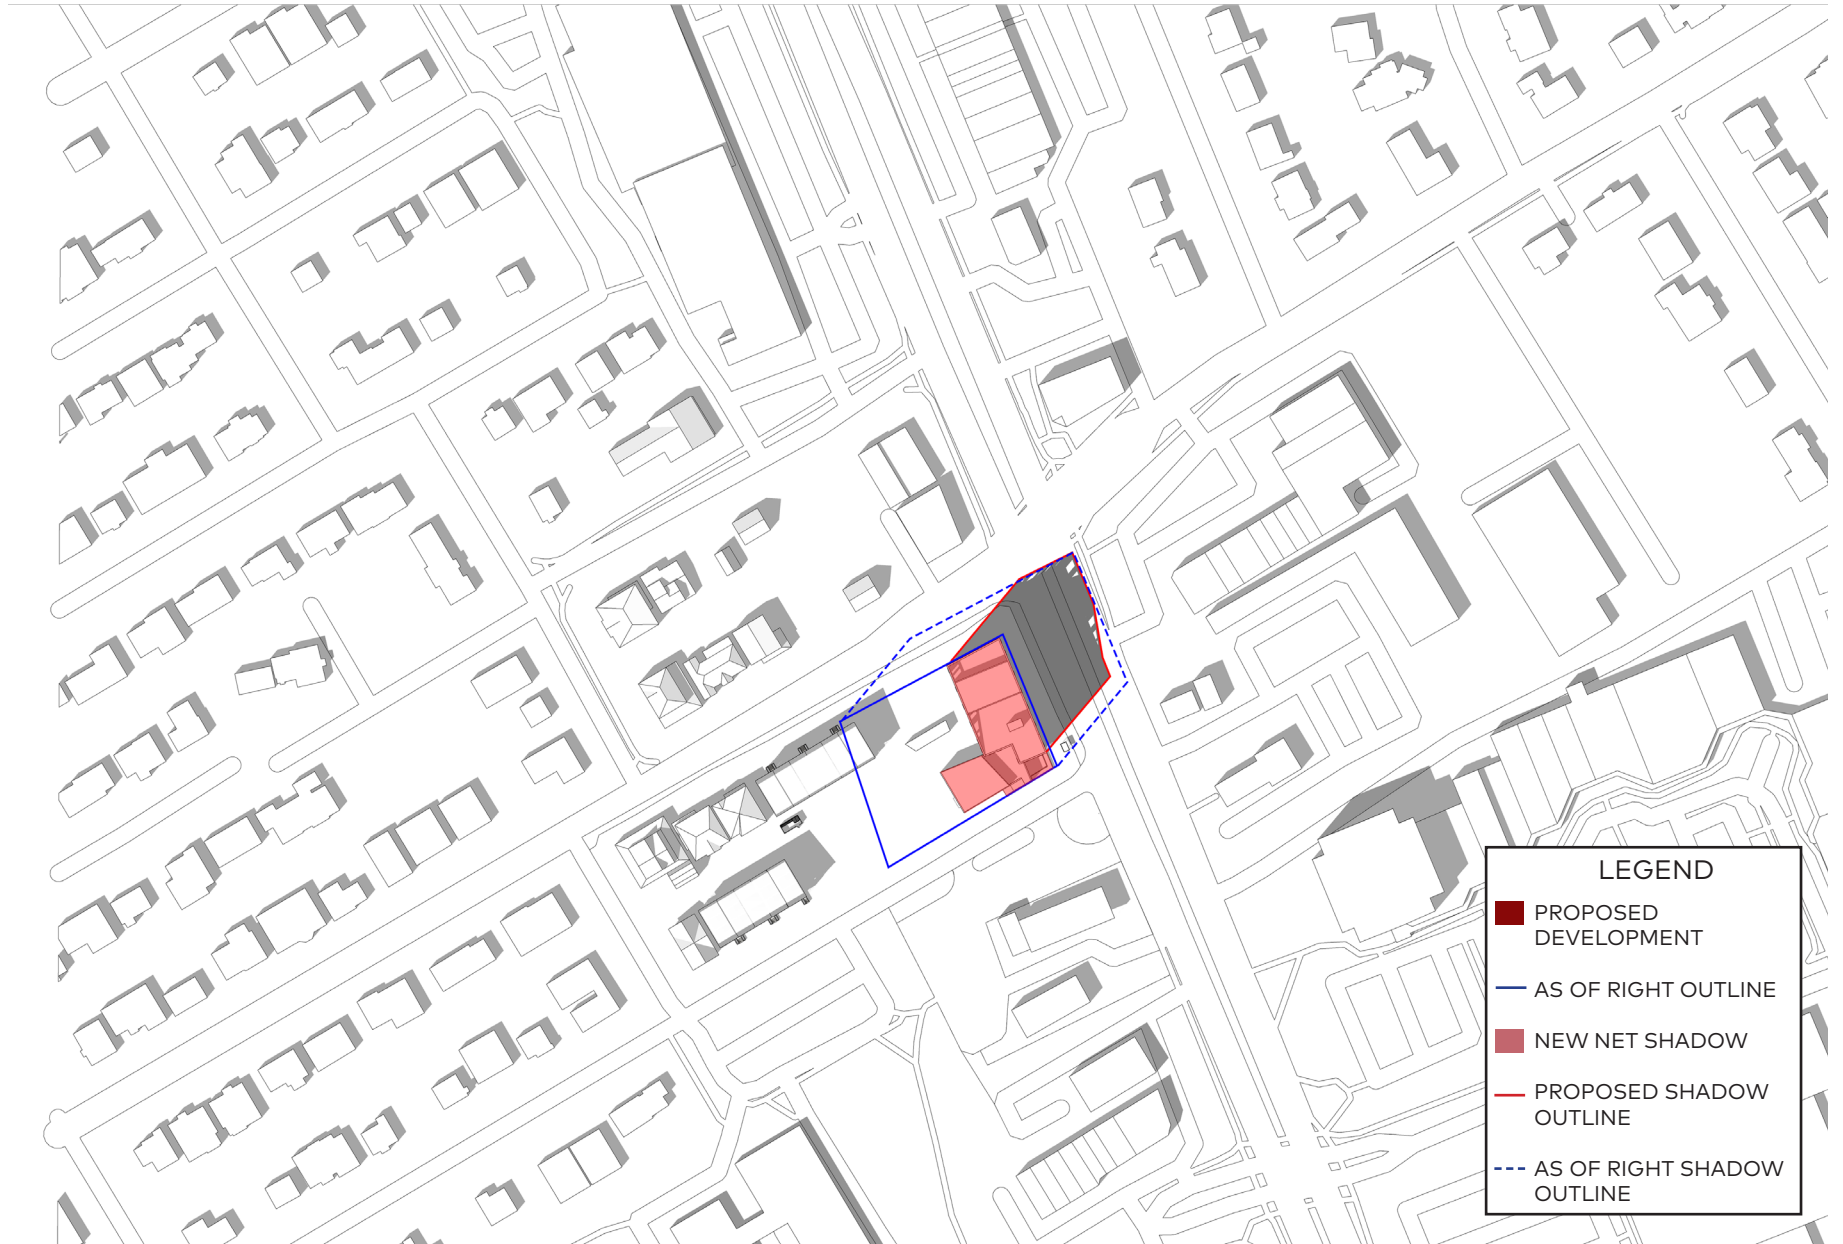 LEGEND
PROPOSED
DEVELOPMENT
AS OF RIGHT OUTLINE
NEW NET SHADOW
PROPOSED SHADOW
OUTLINE
AS OF RIGHT SHADOW
OUTLINE